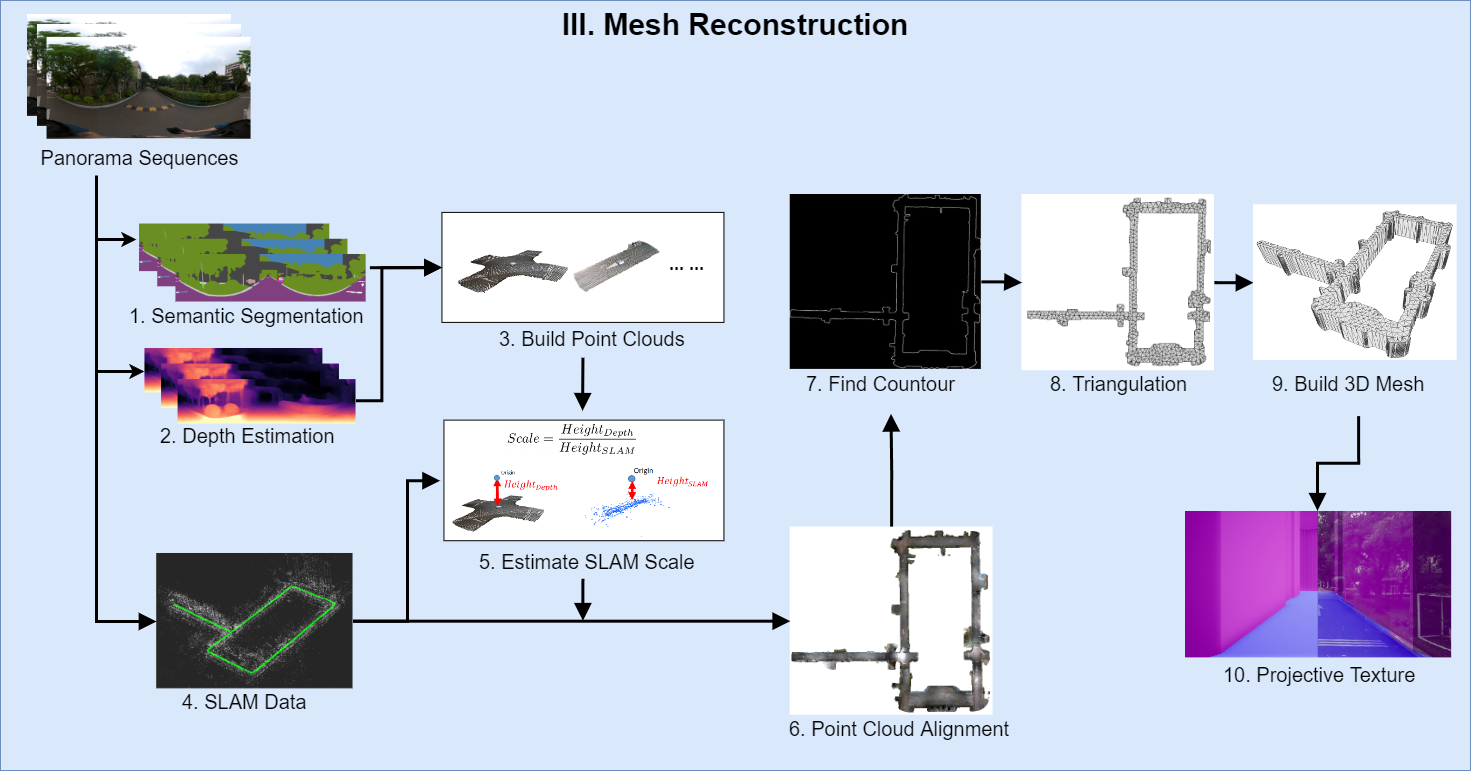 III. Mesh Reconstruction
Panorama Sequences
1. Semantic Segmentation
2. Depth Estimation
... ...
3. Build Point Clouds
Scale = Height_Depth / Height_SLAM
Origin
Height_Depth
Origin
Height_SLAM
5. Estimate SLAM Scale
4. SLAM Data
6. Point Cloud Alignment
7. Find Countour
8. Triangulation
9. Build 3D Mesh
10. Projective Texture